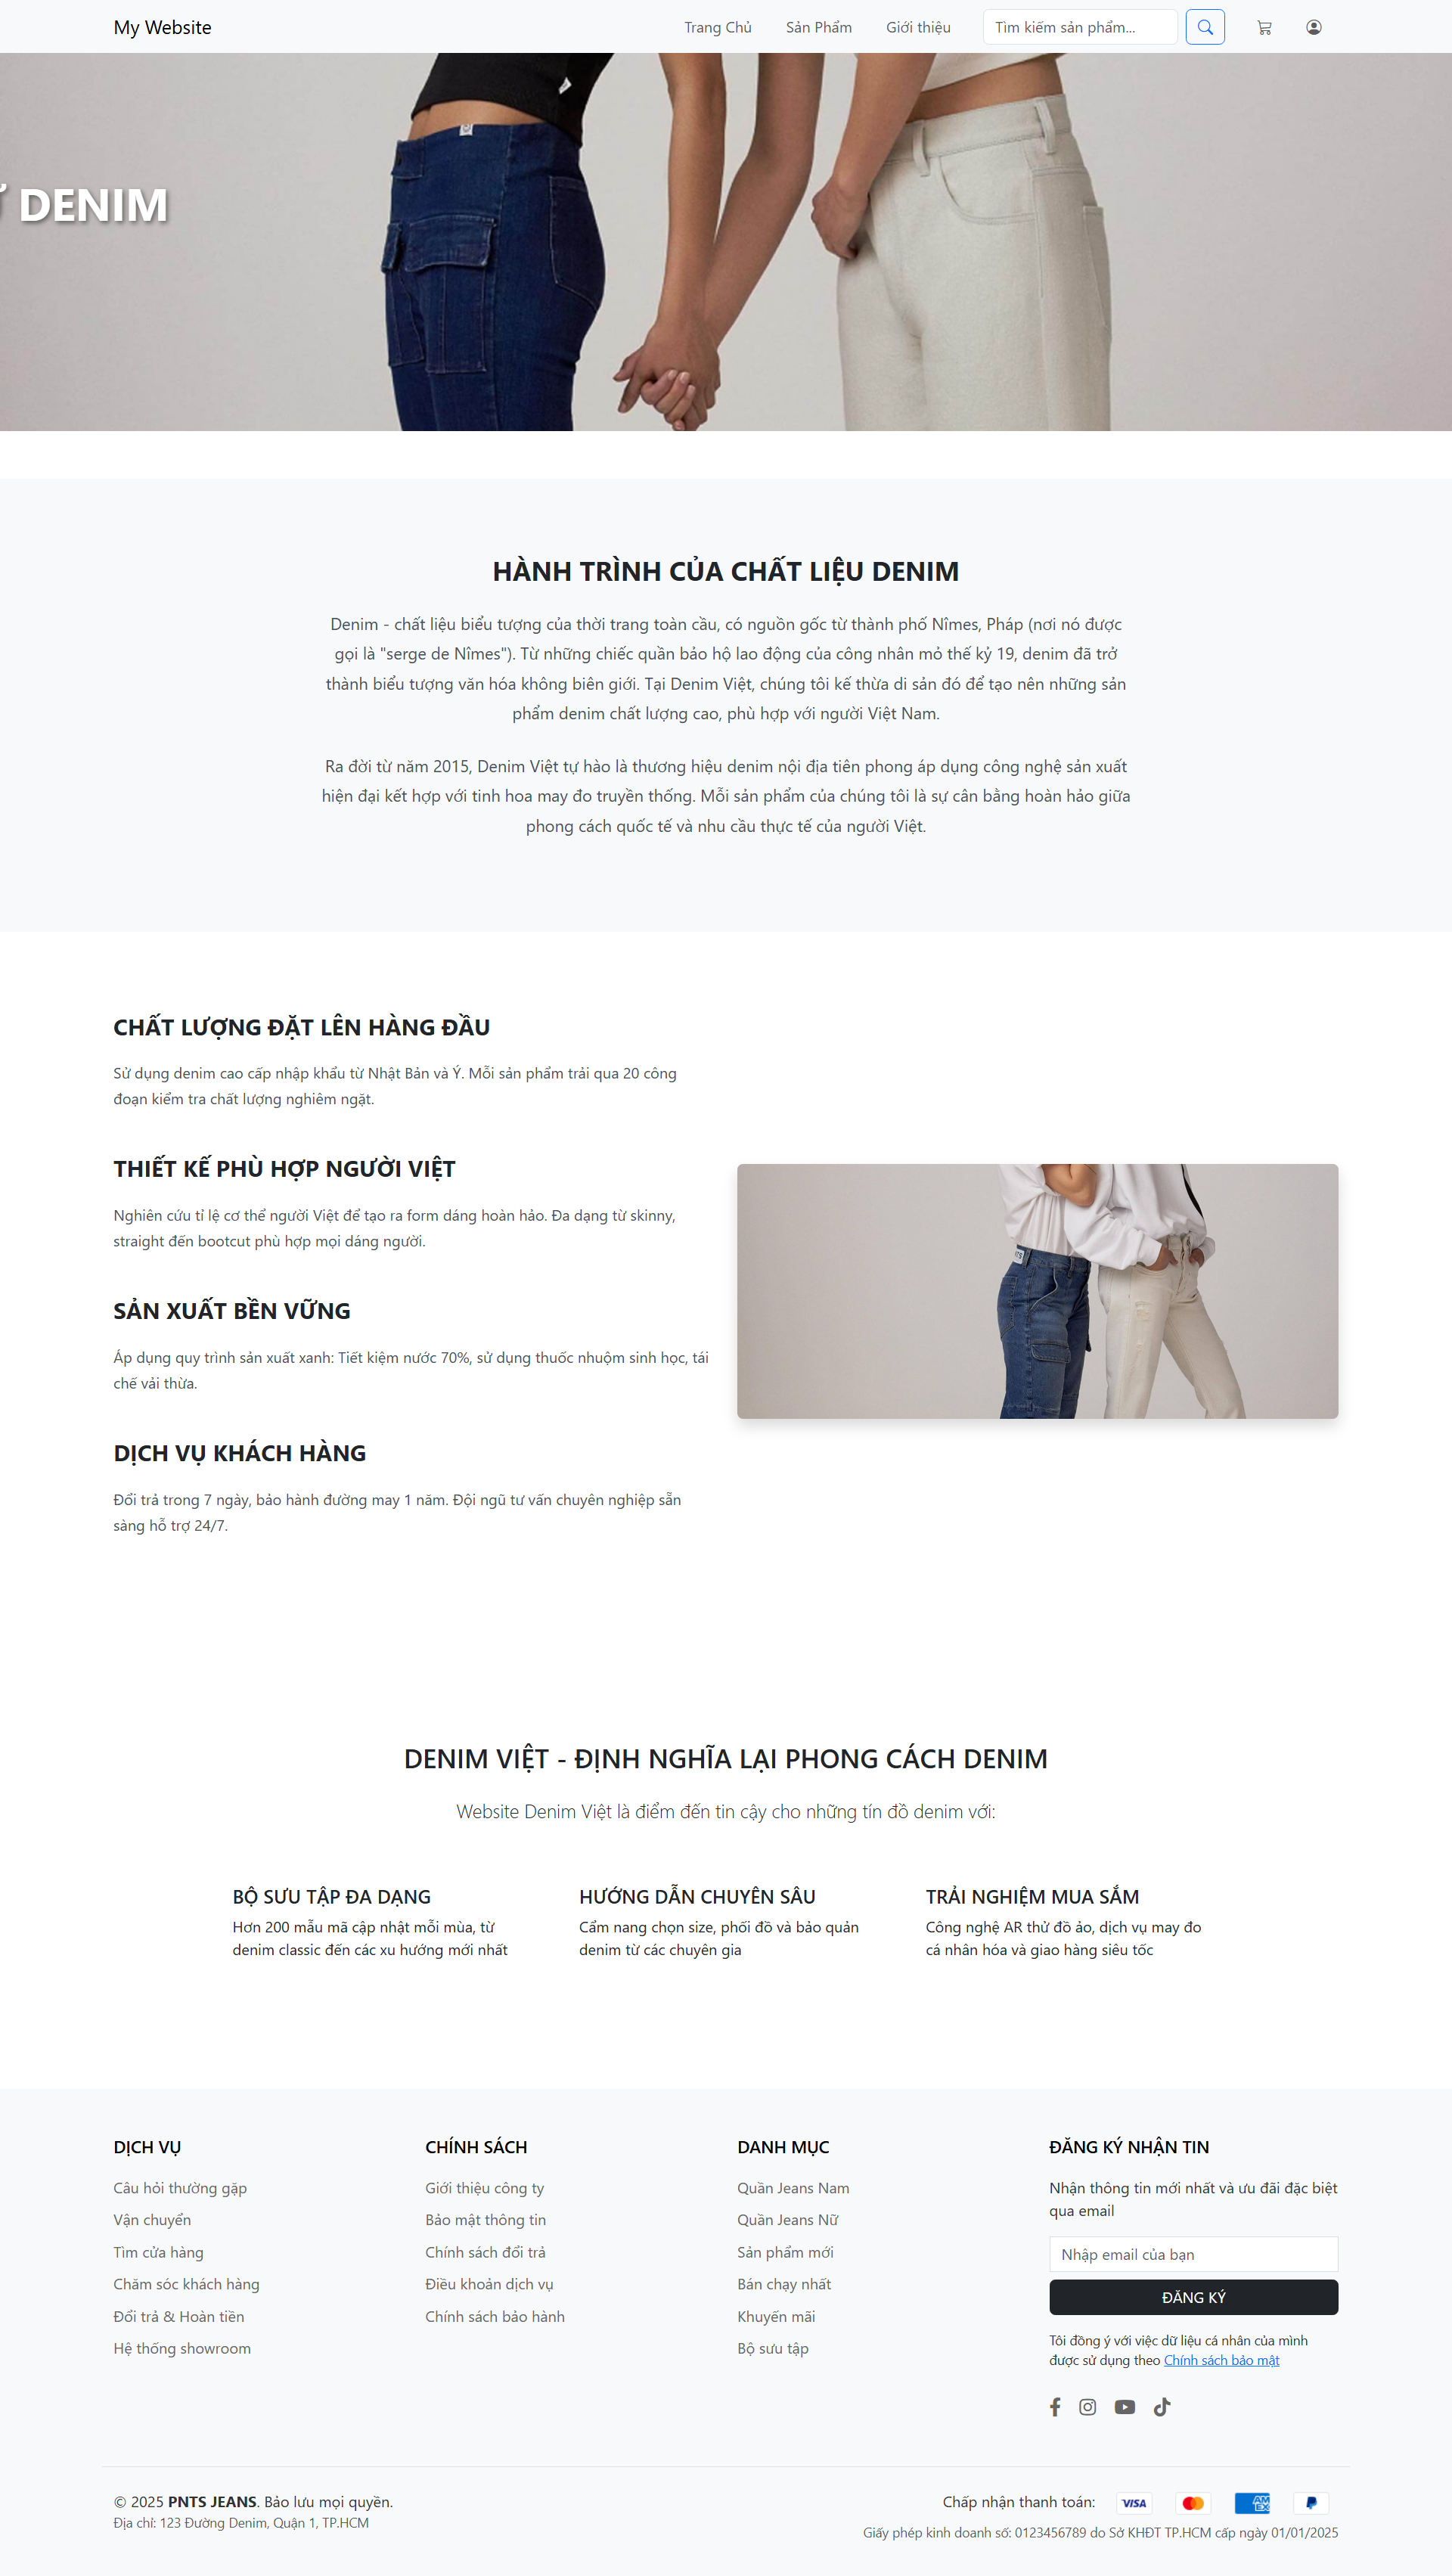 My Website
Trang Chủ
Sản Phẩm
Giới thiệu
Tìm kiếm sản phẩm...
DENIM
HÀNH TRÌNH CỦA CHẤT LIỆU DENIM
Denim - chất liệu biểu tượng của thời trang toàn cầu, có nguồn gốc từ thành phố Nîmes, Pháp (nơi nó được
gọi là "serge de Nîmes"). Từ những chiếc quần bảo hộ lao động của công nhân mỏ thế kỷ 19, denim đã trở
thành biểu tượng văn hóa không biên giới. Tại Denim Việt, chúng tôi kế thừa di sản đó để tạo nên những sản
phẩm denim chất lượng cao, phù hợp với người Việt Nam.
Ra đời từ năm 2015, Denim Việt tự hào là thương hiệu denim nội địa tiên phong áp dụng công nghệ sản xuất
hiện đại kết hợp với tinh hoa may đo truyền thống. Mỗi sản phẩm của chúng tôi là sự cân bằng hoàn hảo giữa
phong cách quốc tế và nhu cầu thực tế của người Việt.
CHẤT LƯỢNG ĐẶT LÊN HÀNG ĐẦU
Sử dụng denim cao cấp nhập khẩu từ Nhật Bản và Ý. Mỗi sản phẩm trải qua 20 công
đoạn kiểm tra chất lượng nghiêm ngặt.
THIẾT KẾ PHÙ HỢP NGƯỜI VIỆT
Nghiên cứu tỉ lệ cơ thể người Việt để tạo ra form dáng hoàn hảo. Đa dạng từ skinny,
straight đến bootcut phù hợp mọi dáng người.
SẢN XUẤT BỀN VỮNG
Áp dụng quy trình sản xuất xanh: Tiết kiệm nước 70%, sử dụng thuốc nhuộm sinh học, tái
chế vải thừa.
DỊCH VỤ KHÁCH HÀNG
Đổi trả trong 7 ngày, bảo hành đường may 1 năm. Đội ngũ tư vấn chuyên nghiệp sẵn
sàng hỗ trợ 24/7.
DENIM VIỆT - ĐỊNH NGHĨA LẠI PHONG CÁCH DENIM
Website Denim Việt là điểm đến tin cậy cho những tín đồ denim với:
BỘ SƯU TẬP ĐA DẠNG
Hơn 200 mẫu mã cập nhật mỗi mùa, từ
denim classic đến các xu hướng mới nhất
HƯỚNG DẪN CHUYÊN SÂU
Cẩm nang chọn size, phối đồ và bảo quản
denim từ các chuyên gia
TRẢI NGHIỆM MUA SẮM
Công nghệ AR thử đồ ảo, dịch vụ may đo
cá nhân hóa và giao hàng siêu tốc
DỊCH VỤ
Câu hỏi thường gặp
Vận chuyển
Tìm cửa hàng
Chăm sóc khách hàng
Đổi trả & Hoàn tiền
Hệ thống showroom
CHÍNH SÁCH
Giới thiệu công ty
Bảo mật thông tin
Chính sách đổi trả
Điều khoản dịch vụ
Chính sách bảo hành
DANH MỤC
Quần Jeans Nam
Quần Jeans Nữ
Sản phẩm mới
Bán chạy nhất
Khuyến mãi
Bộ sưu tập
ĐĂNG KÝ NHẬN TIN
Nhận thông tin mới nhất và ưu đãi đặc biệt
qua email
Nhập email của bạn
ĐĂNG KÝ
Tôi đồng ý với việc dữ liệu cá nhân của mình
được sử dụng theo Chính sách bảo mật
© 2025 PNTS JEANS. Bảo lưu mọi quyền.
Địa chỉ: 123 Đường Denim, Quận 1, TP.HCM
Chấp nhận thanh toán:
VISA
AMEX
Giấy phép kinh doanh số: 0123456789 do Sở KHĐT TP.HCM cấp ngày 01/01/2025